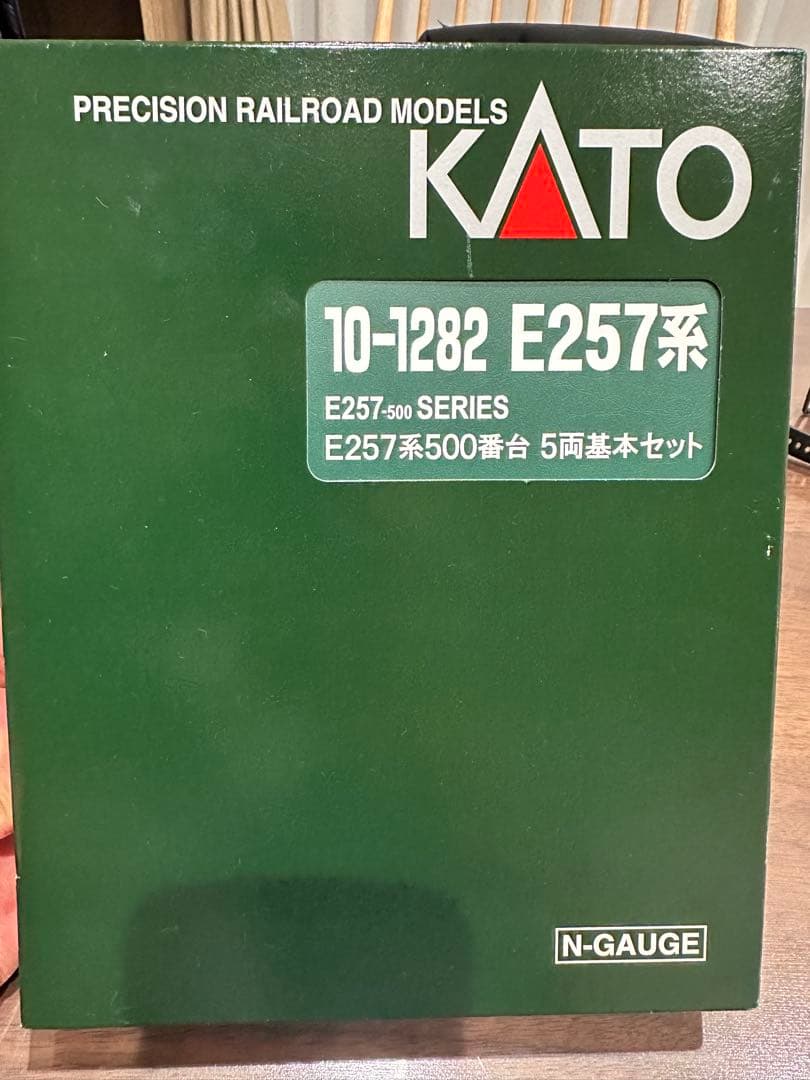 PRECISION RAILROAD MODELS
KATO
10-1282 E257系
E257-500 SERIES
E257系500番台 5両基本セット
N-GAUGE